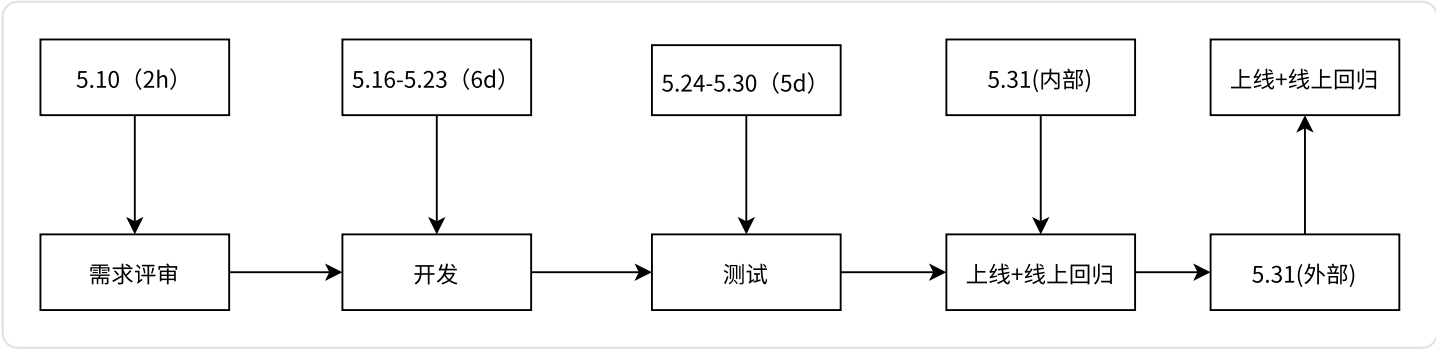 5.10（2h）
5.16-5.23（6d）
5.24-5.30（5d）
5.31(内部)
上线+线上回归
需求评审
开发
测试
上线+线上回归
5.31(外部)